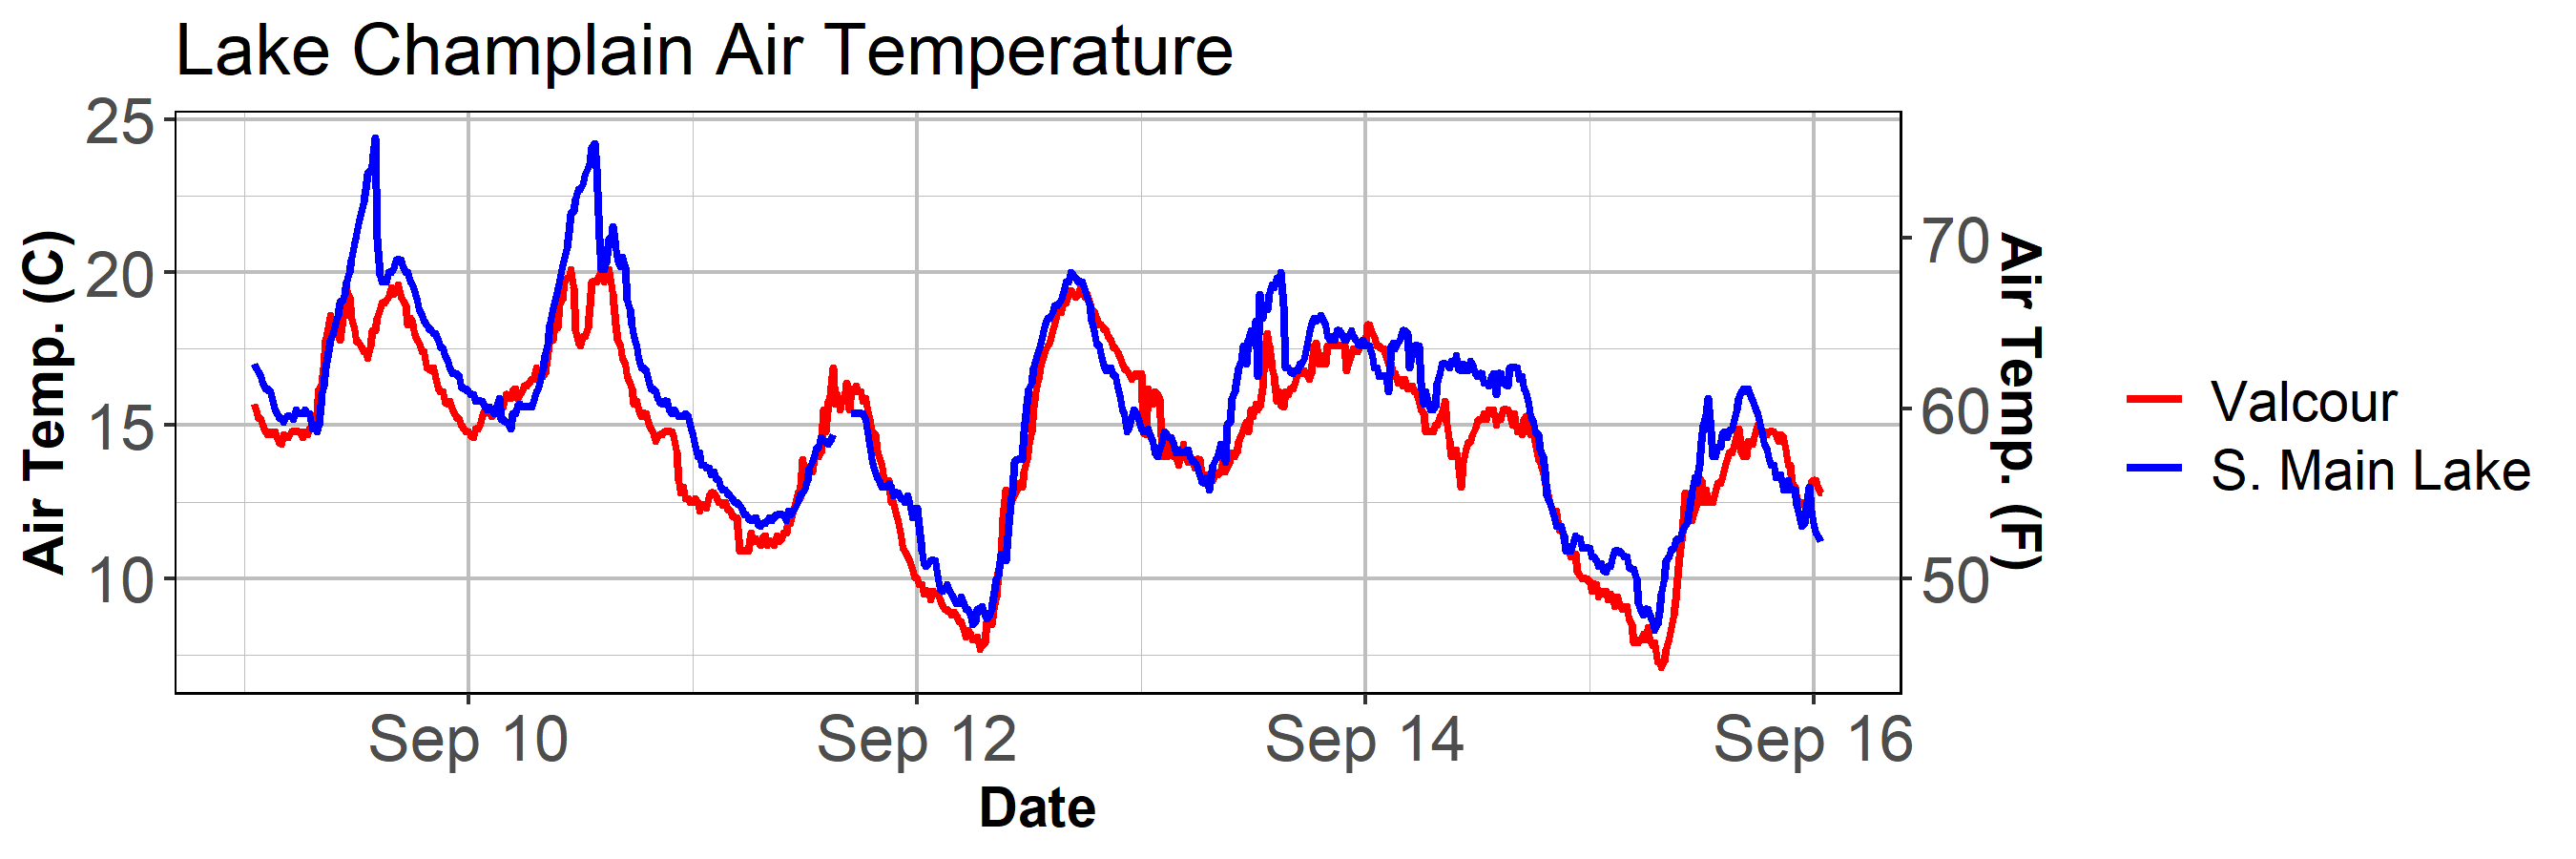 Lake Champlain Air Temperature
Air Temp. (C)
25
20
15
10
70
60
50
Air Temp. (F)
Sep 10
Sep 12
Sep 14
Sep 16
Date
Valcour
S. Main Lake